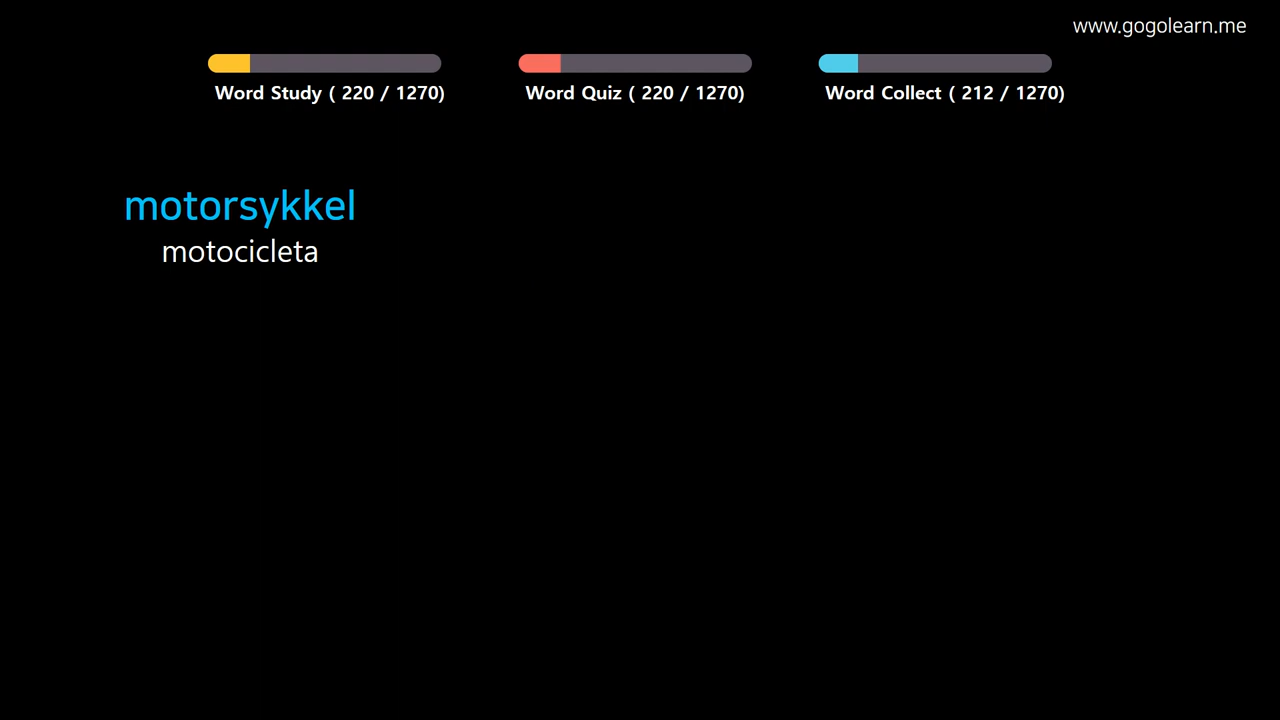 www.gogolearn.me
Word Study ( 220 / 1270)
Word Quiz ( 220 / 1270)
Word Collect ( 212 / 1270)
motorsykkel
motocicleta